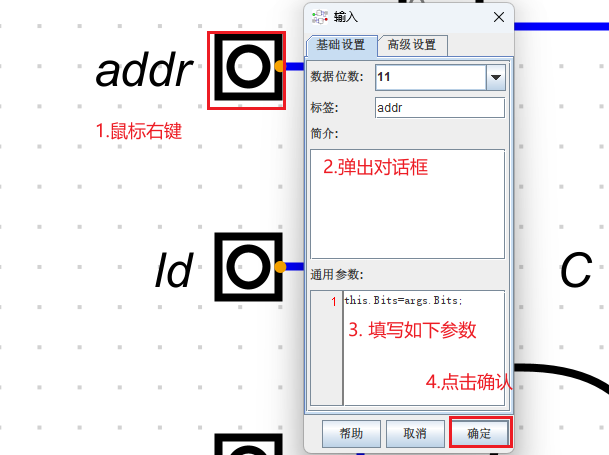 输入
基础设置 高级设置
addr
数据位数: 11
标签: addr
1.鼠标右键
简介:
2.弹出对话框
ld
C
通用参数:
1 this.Bits=args.Bits;
3. 填写如下参数
4.点击确认
帮助 取消 确定